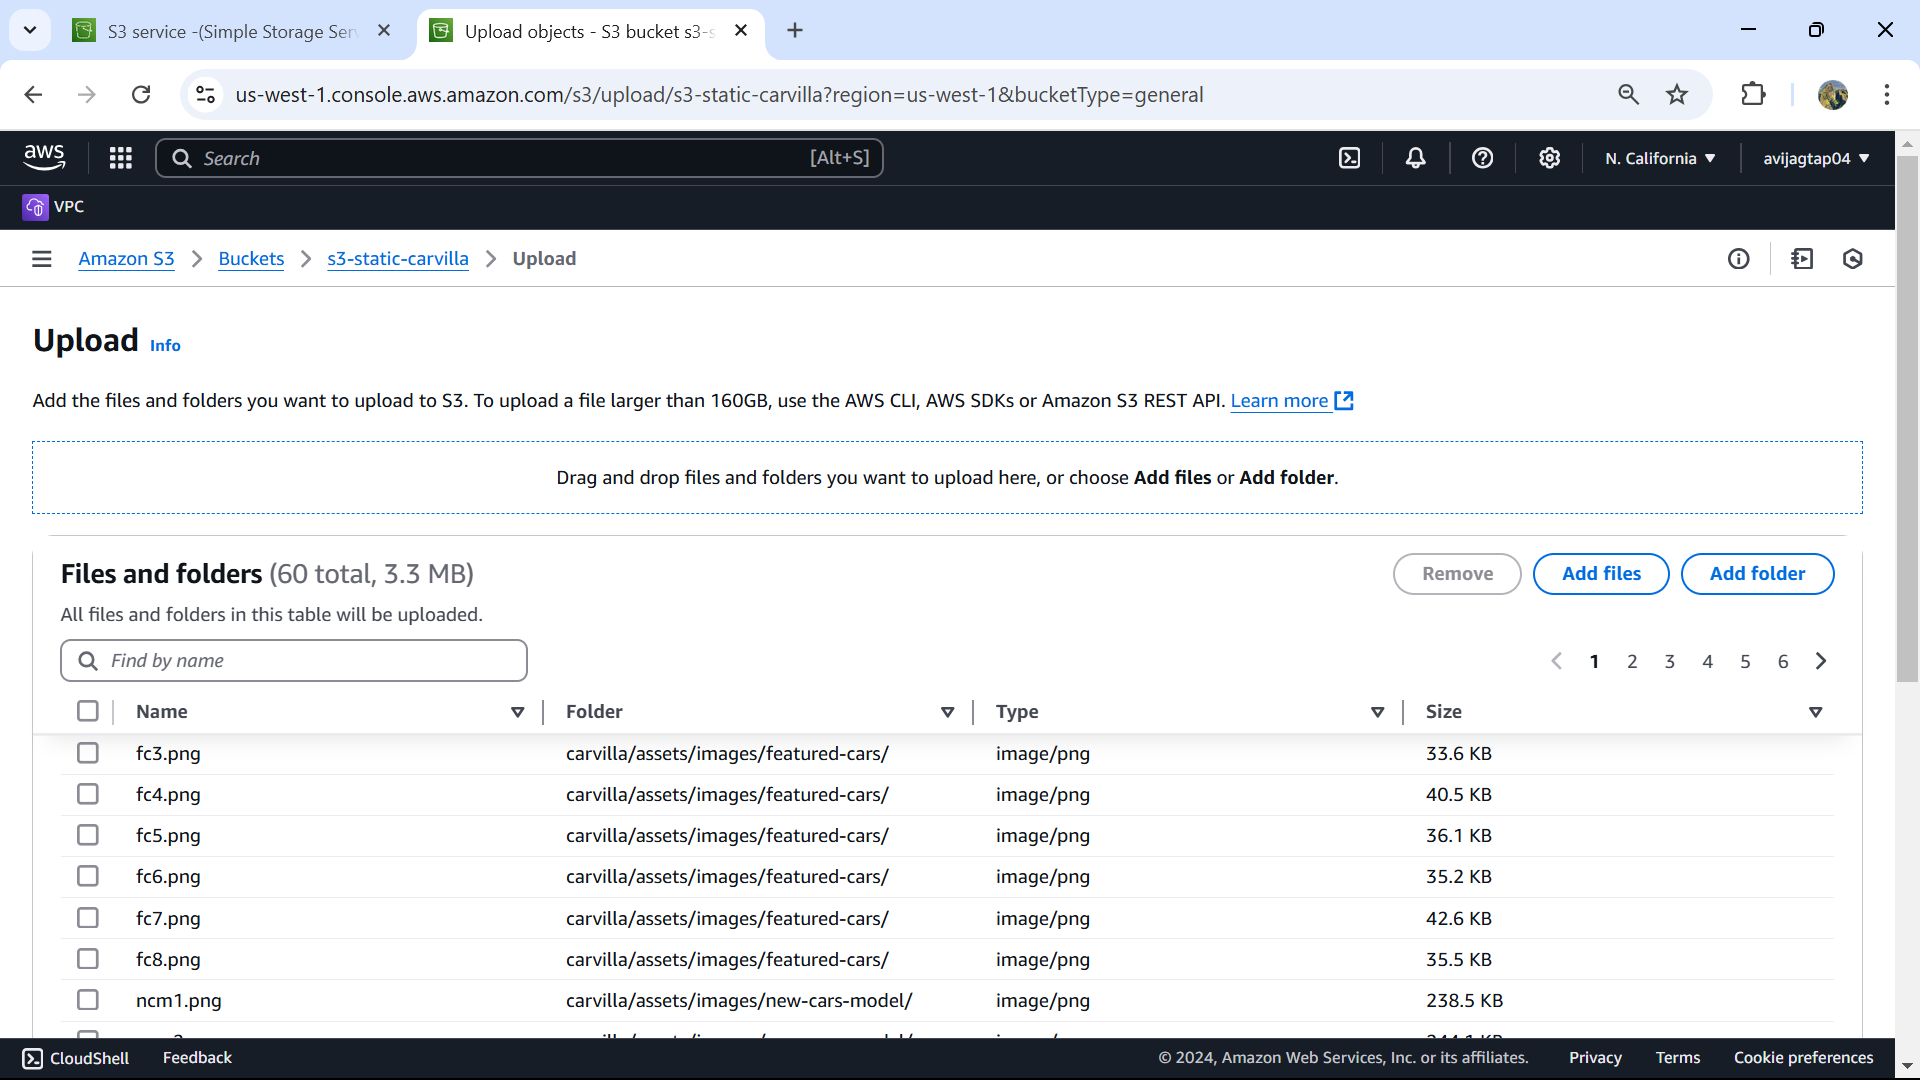 S3 service -(Simple Storage Ser
Upload objects - S3 bucket s3-s
us-west-1.console.aws.amazon.com/s3/upload/s3-static-carvilla?region=us-west-1&bucketType=general
aws
Search
[Alt+S]
N. California
avijagtap04
VPC
Amazon S3 > Buckets > s3-static-carvilla > Upload
Upload Info
Add the files and folders you want to upload to S3. To upload a file larger than 160GB, use the AWS CLI, AWS SDKs or Amazon S3 REST API. Learn more
Drag and drop files and folders you want to upload here, or choose Add files or Add folder.
Files and folders (60 total, 3.3 MB)
Remove
Add files
Add folder
All files and folders in this table will be uploaded.
Find by name
1 2 3 4 5 6
Name Folder Type Size
fc3.png carvilla/assets/images/featured-cars/ image/png 33.6 KB
fc4.png carvilla/assets/images/featured-cars/ image/png 40.5 KB
fc5.png carvilla/assets/images/featured-cars/ image/png 36.1 KB
fc6.png carvilla/assets/images/featured-cars/ image/png 35.2 KB
fc7.png carvilla/assets/images/featured-cars/ image/png 42.6 KB
fc8.png carvilla/assets/images/featured-cars/ image/png 35.5 KB
ncm1.png carvilla/assets/images/new-cars-model/ image/png 238.5 KB
CloudShell Feedback © 2024, Amazon Web Services, Inc. or its affiliates. Privacy Terms Cookie preferences